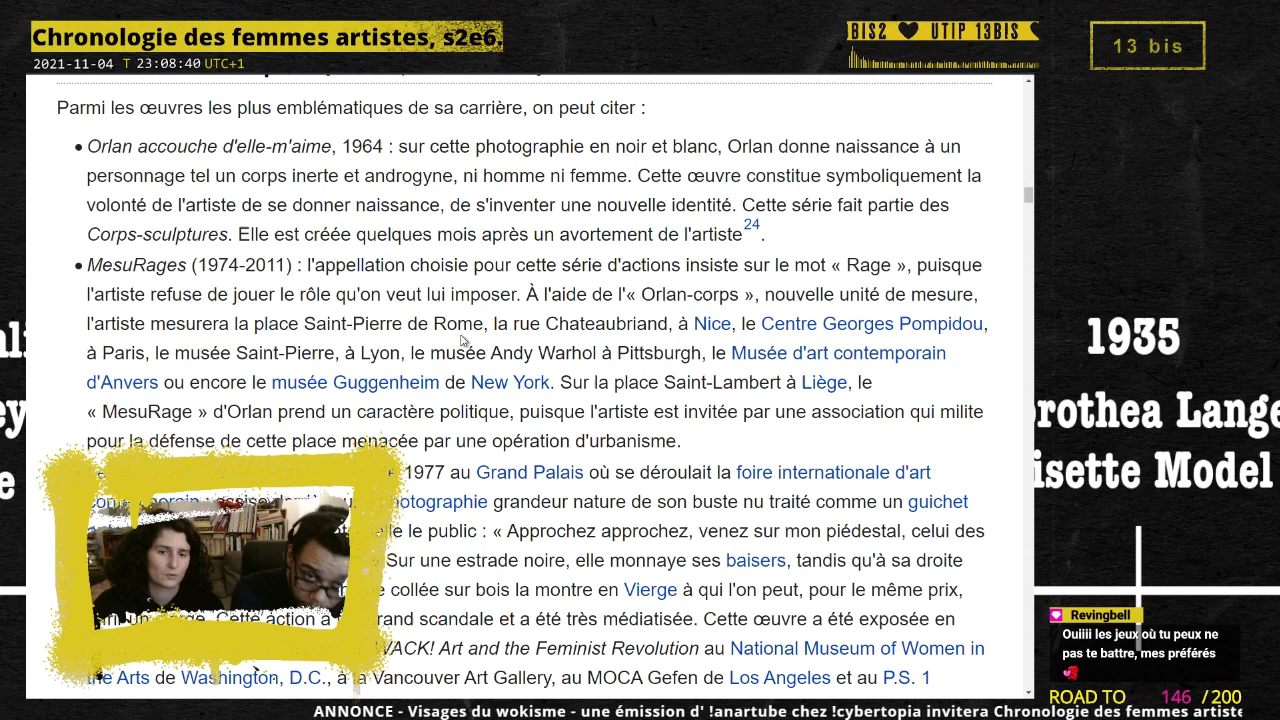 Chronologie des femmes artistes, s2e6
2021-11-04 T 23:08:40 UTC+1
BIS2 UTIP 13BIS
13 bis
Parmi les œuvres les plus emblématiques de sa carrière, on peut citer :
• Orlan accouche d'elle-m'aime, 1964 : sur cette photographie en noir et blanc, Orlan donne naissance à un
personnage tel un corps inerte et androgyne, ni homme ni femme. Cette œuvre constitue symboliquement la
volonté de l'artiste de se donner naissance, de s'inventer une nouvelle identité. Cette série fait partie des
Corps-sculptures. Elle est créée quelques mois après un avortement de l'artiste24.
• MesuRages (1974-2011) : l'appellation choisie pour cette série d'actions insiste sur le mot « Rage », puisque
l'artiste refuse de jouer le rôle qu'on veut lui imposer. À l'aide de l'« Orlan-corps », nouvelle unité de mesure,
l'artiste mesurera la place Saint-Pierre de Rome, la rue Chateaubriand, à Nice, le Centre Georges Pompidou,
à Paris, le musée Saint-Pierre, à Lyon, le musée Andy Warhol à Pittsburgh, le Musée d'art contemporain
d'Anvers ou encore le musée Guggenheim de New York. Sur la place Saint-Lambert à Liège, le
« MesuRage » d'Orlan prend un caractère politique, puisque l'artiste est invitée par une association qui milite
pour la défense de cette place menacée par une opération d'urbanisme.
1977 au Grand Palais où se déroulait la foire internationale d'art
photographie grandeur nature de son buste nu traité comme un guichet
le public : « Approchez approchez, venez sur mon piédestal, celui des
Sur une estrade noire, elle monnaye ses baisers, tandis qu'à sa droite
collée sur bois la montre en Vierge à qui l'on peut, pour le même prix,
Cette action a grand scandale et a été très médiatisée. Cette œuvre a été exposée en
WACK! Art and the Feminist Revolution au National Museum of Women in
the Arts de Washington, D.C., à la Vancouver Art Gallery, au MOCA Gefen de Los Angeles et au P.S. 1
1935
orothea Lange
isette Model
Revingbell
Ouiiii les jeux où tu peux ne
pas te battre, mes préférés
ROAD TO 146 / 200
ANNONCE - Visages du wokisme - une émission d' !anartube chez !cybertopia invitera Chronologie des femmes artiste